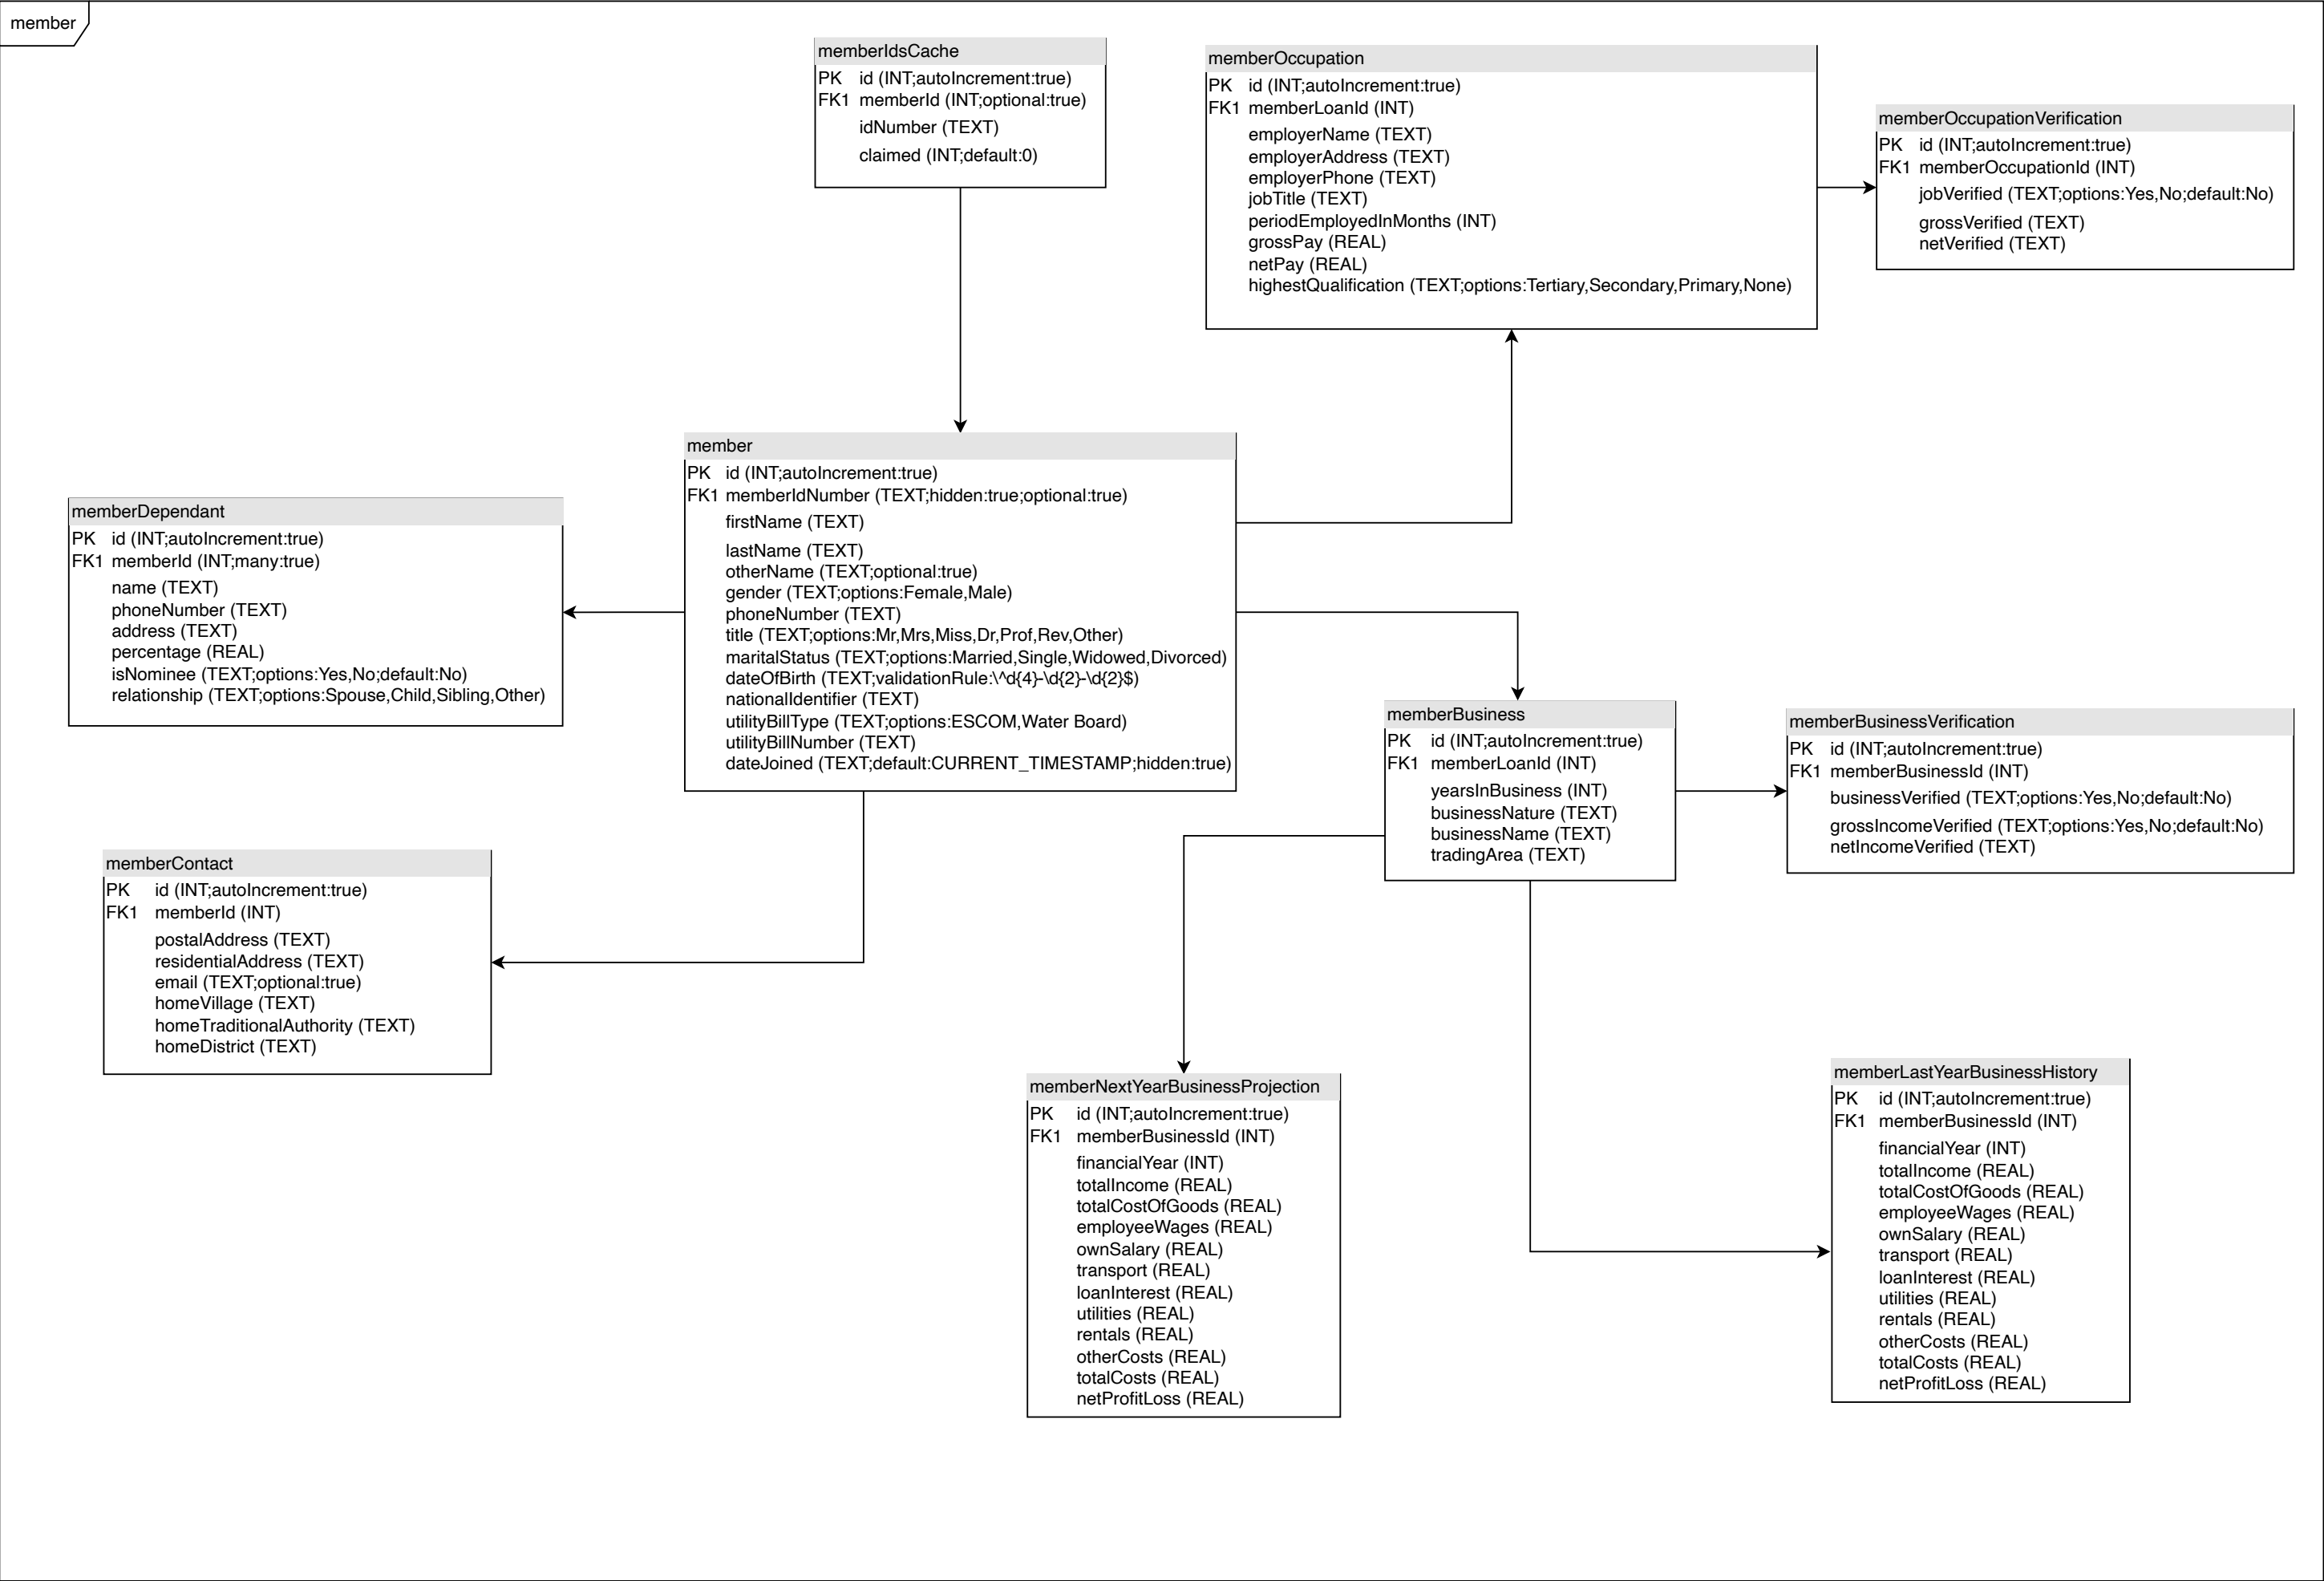 member
memberIdsCache
PK id (INT;autoIncrement:true)
FK1 memberId (INT;optional:true)
idNumber (TEXT)
claimed (INT;default:0)
memberOccupation
PK id (INT;autoIncrement:true)
FK1 memberLoanId (INT)
employerName (TEXT)
employerAddress (TEXT)
employerPhone (TEXT)
jobTitle (TEXT)
periodEmployedInMonths (INT)
grossPay (REAL)
netPay (REAL)
highestQualification (TEXT;options:Tertiary,Secondary,Primary,None)
memberOccupationVerification
PK id (INT;autoIncrement:true)
FK1 memberOccupationId (INT)
jobVerified (TEXT;options:Yes,No;default:No)
grossVerified (TEXT)
netVerified (TEXT)
member
PK id (INT;autoIncrement:true)
FK1 memberIdNumber (TEXT;hidden:true;optional:true)
firstName (TEXT)
lastName (TEXT)
otherName (TEXT;optional:true)
gender (TEXT;options:Female,Male)
phoneNumber (TEXT)
title (TEXT;options:Mr,Mrs,Miss,Dr,Prof,Rev,Other)
maritalStatus (TEXT;options:Married,Single,Widowed,Divorced)
dateOfBirth (TEXT;validationRule:\^d{4}-\d{2}-\d{2}$)
nationalIdentifier (TEXT)
utilityBillType (TEXT;options:ESCOM,Water Board)
utilityBillNumber (TEXT)
dateJoined (TEXT;default:CURRENT_TIMESTAMP;hidden:true)
memberDependant
PK id (INT;autoIncrement:true)
FK1 memberId (INT;many:true)
name (TEXT)
phoneNumber (TEXT)
address (TEXT)
percentage (REAL)
isNominee (TEXT;options:Yes,No;default:No)
relationship (TEXT;options:Spouse,Child,Sibling,Other)
memberBusiness
PK id (INT;autoIncrement:true)
FK1 memberLoanId (INT)
yearsInBusiness (INT)
businessNature (TEXT)
businessName (TEXT)
tradingArea (TEXT)
memberBusinessVerification
PK id (INT;autoIncrement:true)
FK1 memberBusinessId (INT)
businessVerified (TEXT;options:Yes,No;default:No)
grossIncomeVerified (TEXT;options:Yes,No;default:No)
netIncomeVerified (TEXT)
memberContact
PK id (INT;autoIncrement:true)
FK1 memberId (INT)
postalAddress (TEXT)
residentialAddress (TEXT)
email (TEXT;optional:true)
homeVillage (TEXT)
homeTraditionalAuthority (TEXT)
homeDistrict (TEXT)
memberNextYearBusinessProjection
PK id (INT;autoIncrement:true)
FK1 memberBusinessId (INT)
financialYear (INT)
totalIncome (REAL)
totalCostOfGoods (REAL)
employeeWages (REAL)
ownSalary (REAL)
transport (REAL)
loanInterest (REAL)
utilities (REAL)
rentals (REAL)
otherCosts (REAL)
totalCosts (REAL)
netProfitLoss (REAL)
memberLastYearBusinessHistory
PK id (INT;autoIncrement:true)
FK1 memberBusinessId (INT)
financialYear (INT)
totalIncome (REAL)
totalCostOfGoods (REAL)
employeeWages (REAL)
ownSalary (REAL)
transport (REAL)
loanInterest (REAL)
utilities (REAL)
rentals (REAL)
otherCosts (REAL)
totalCosts (REAL)
netProfitLoss (REAL)